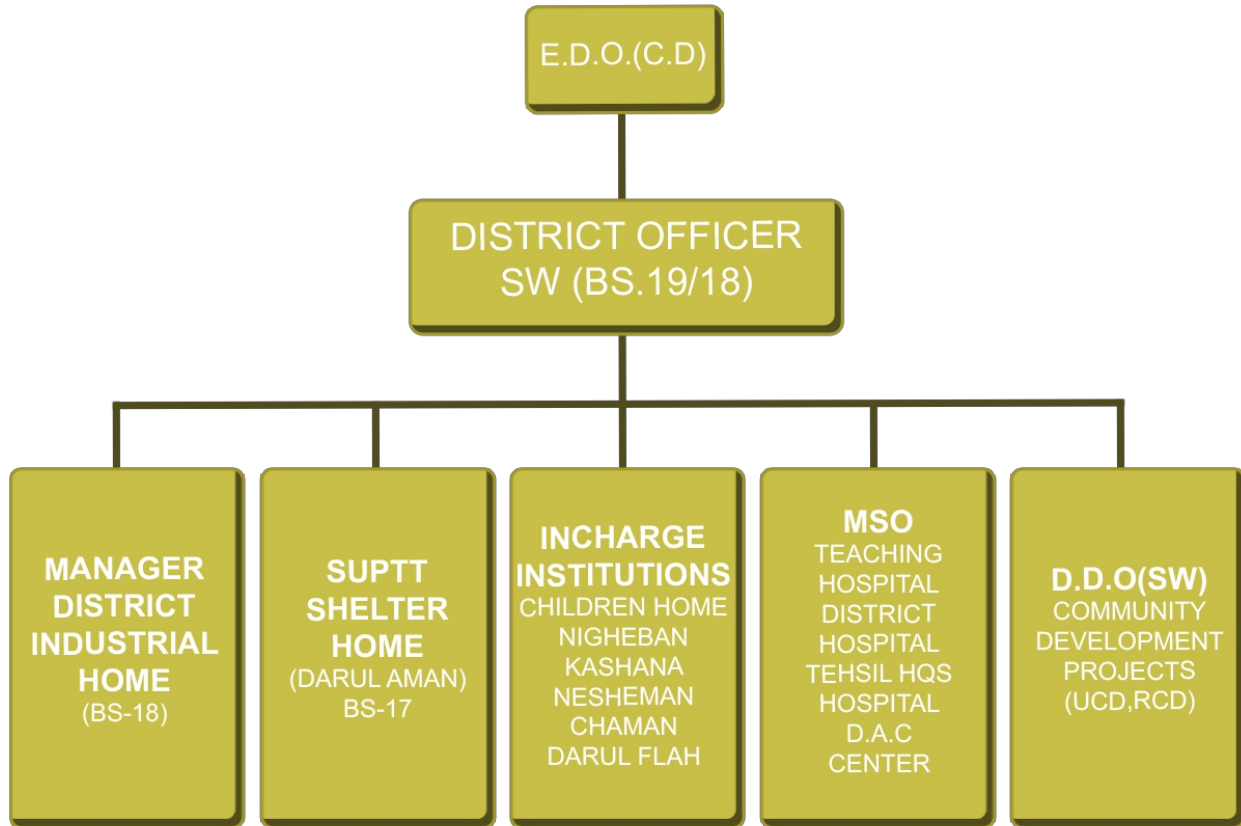 E.D.O.(C.D)
DISTRICT OFFICER
SW (BS.19/18)
MANAGER
DISTRICT
INDUSTRIAL
HOME
(BS-18)
SUPTT
SHELTER
HOME
(DARUL AMAN)
BS-17
INCHARGE
INSTITUTIONS
CHILDREN HOME
NIGHEBAN
KASHANA
NESHEMAN
CHAMAN
DARUL FLAH
MSO
TEACHING
HOSPITAL
DISTRICT
HOSPITAL
TEHSIL HQS
HOSPITAL
D.A.C
CENTER
D.D.O(SW)
COMMUNITY
DEVELOPMENT
PROJECTS
(UCD,RCD)